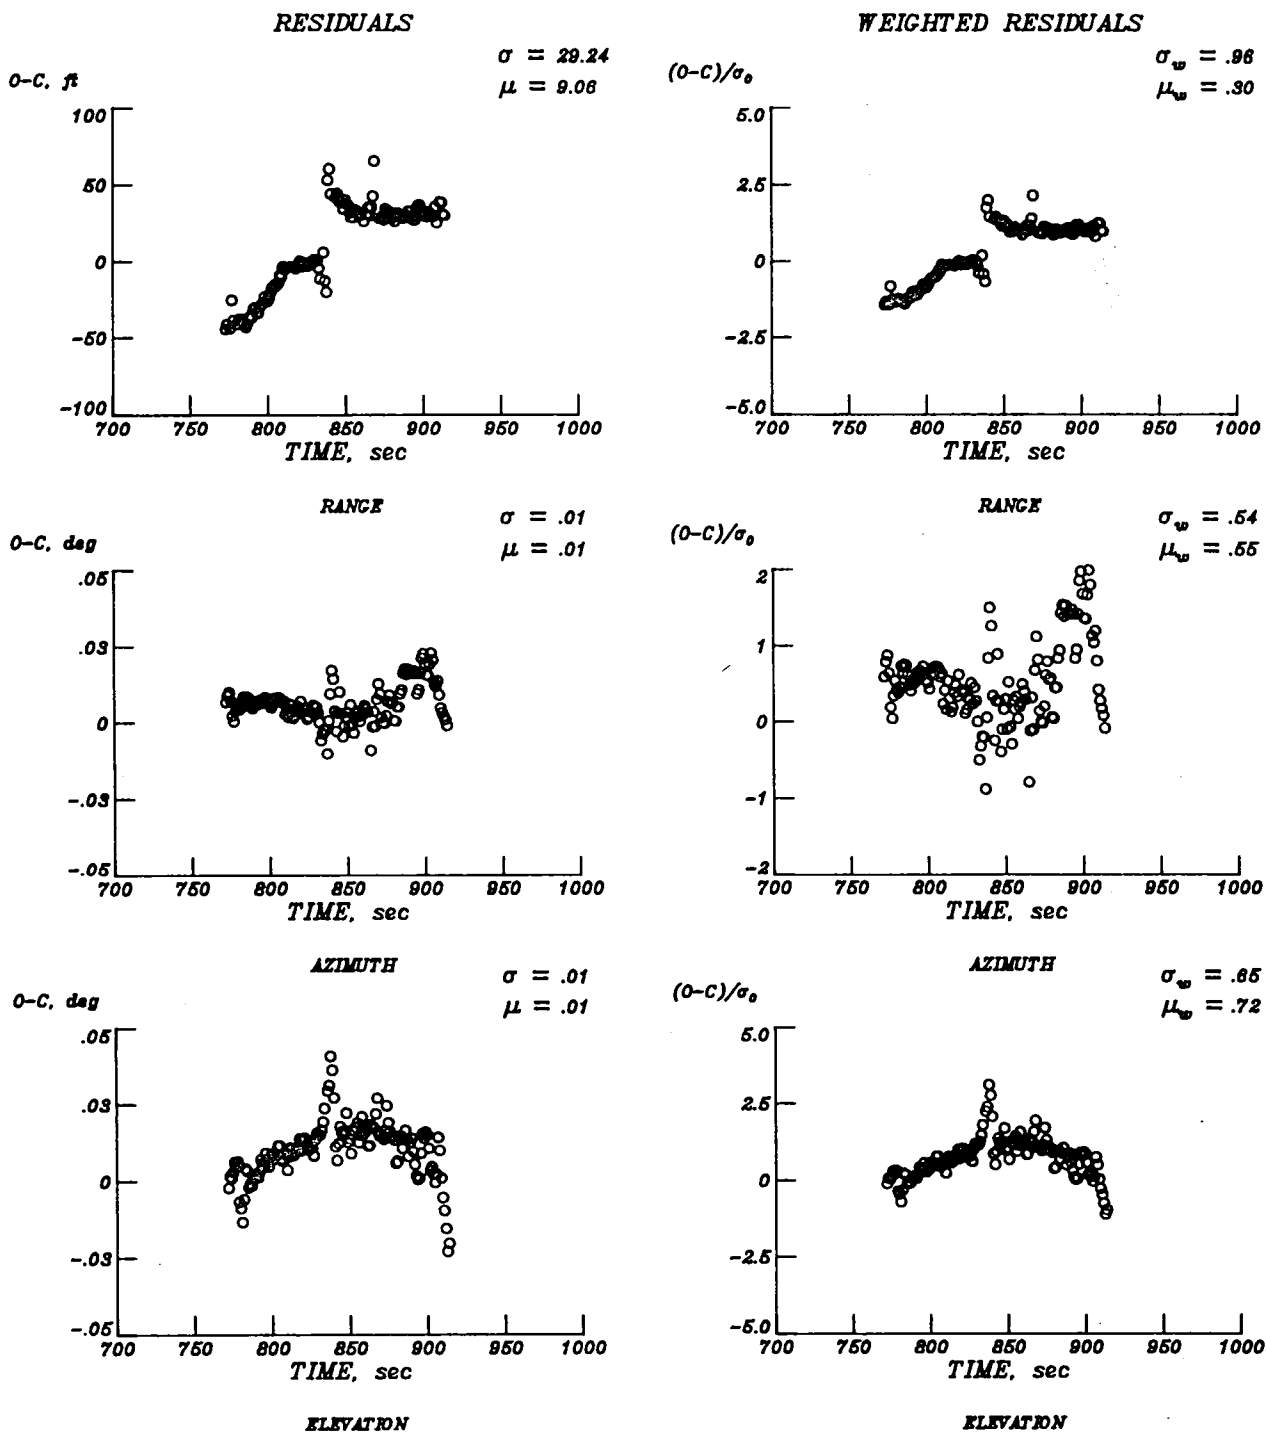 RESIDUALS
σ = 29.24
μ = 9.06
O-C, ft
100
50
0
-50
-100
700 750 800 850 900 950 1000
TIME, sec
RANGE
WEIGHTED RESIDUALS
σw = .96
μw = .30
(O-C)/σ0
5.0
2.5
0
-2.5
-5.0
700 750 800 850 900 950 1000
TIME, sec
RANGE
σ = .01
μ = .01
O-C, deg
.05
.03
0
-.03
-.05
700 750 800 850 900 950 1000
TIME, sec
AZIMUTH
σw = .54
μw = .55
(O-C)/σ0
2
1
0
-1
-2
700 750 800 850 900 950 1000
TIME, sec
AZIMUTH
σ = .01
μ = .01
O-C, deg
.05
.03
0
-.03
-.05
700 750 800 850 900 950 1000
TIME, sec
ELEVATION
σw = .65
μw = .72
(O-C)/σ0
5.0
2.5
0
-2.5
-5.0
700 750 800 850 900 950 1000
TIME, sec
ELEVATION